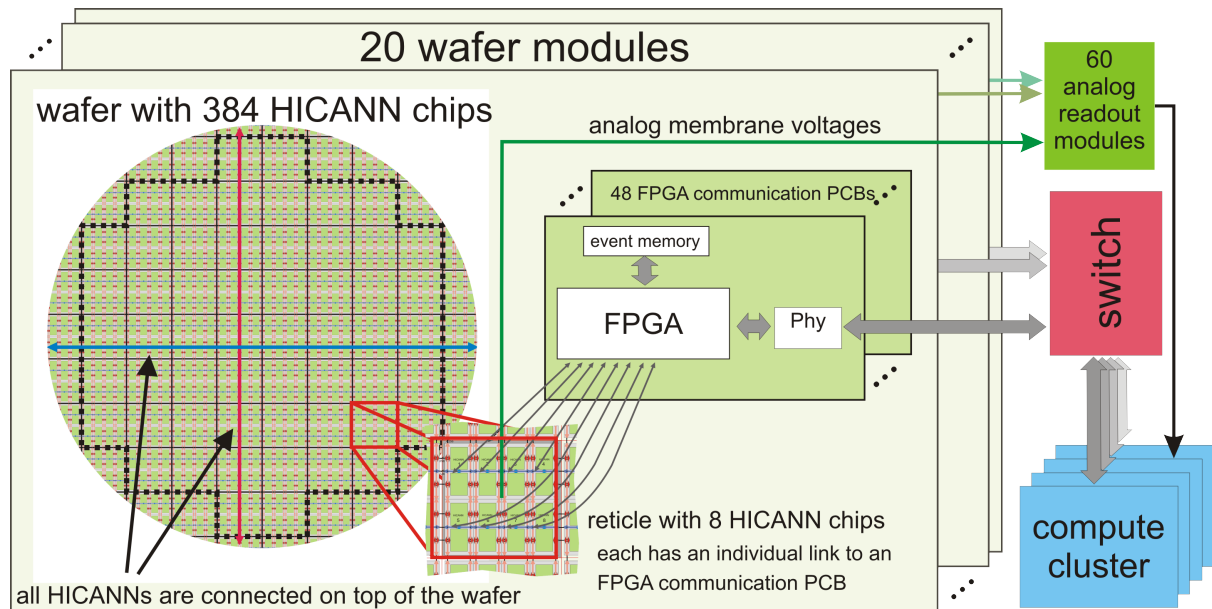 20 wafer modules
wafer with 384 HICANN chips
analog membrane voltages
60
analog
readout
modules
48 FPGA communication PCBs
event memory
FPGA
Phy
switch
reticle with 8 HICANN chips
each has an individual link to an
FPGA communication PCB
all HICANNs are connected on top of the wafer
compute
cluster